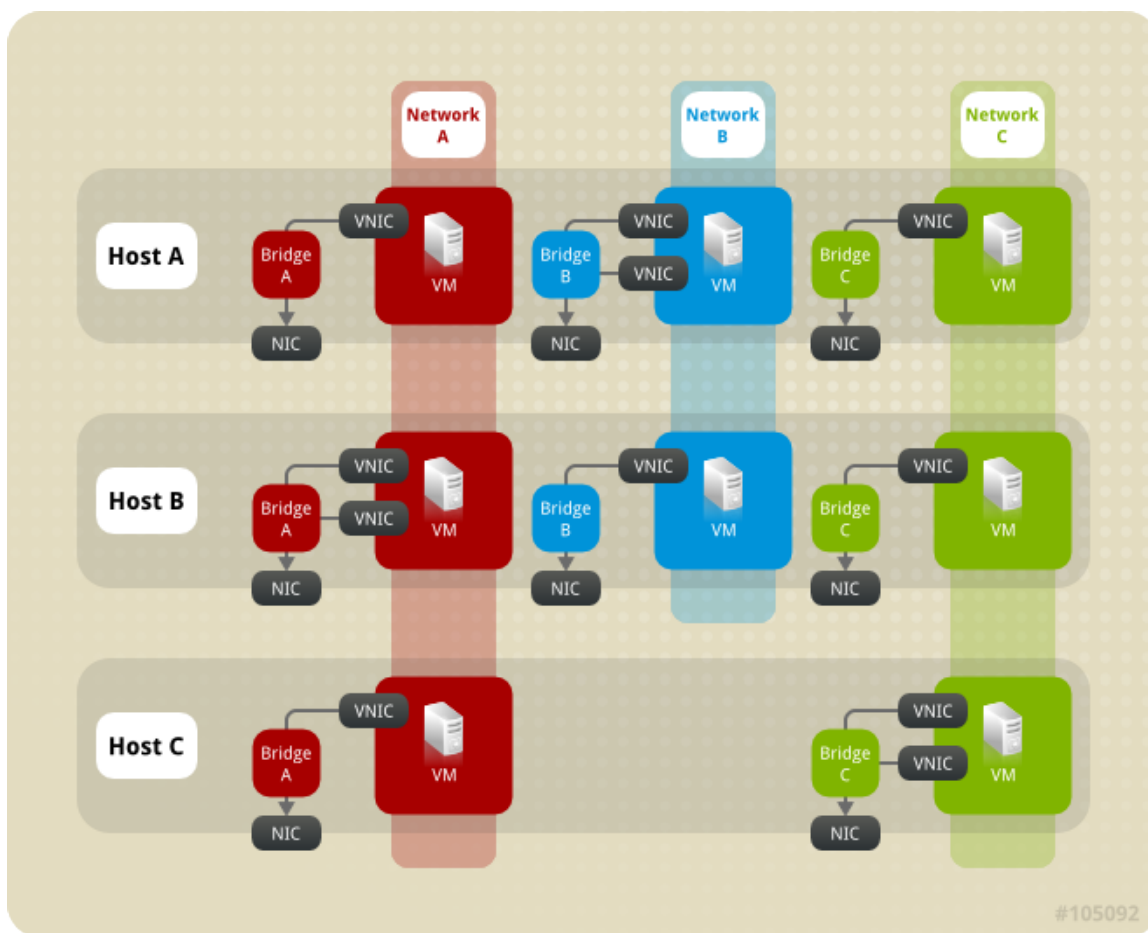 Network
A
Network
B
Network
C
Host A
VNIC
Bridge
A
VM
NIC
VNIC
Bridge
B
VNIC
VM
NIC
VNIC
Bridge
C
VM
NIC
Host B
VNIC
Bridge
A
VNIC
VM
NIC
VNIC
Bridge
B
VM
NIC
VNIC
Bridge
C
VM
NIC
Host C
VNIC
Bridge
A
VM
NIC
VNIC
Bridge
C
VNIC
VM
NIC
#105092